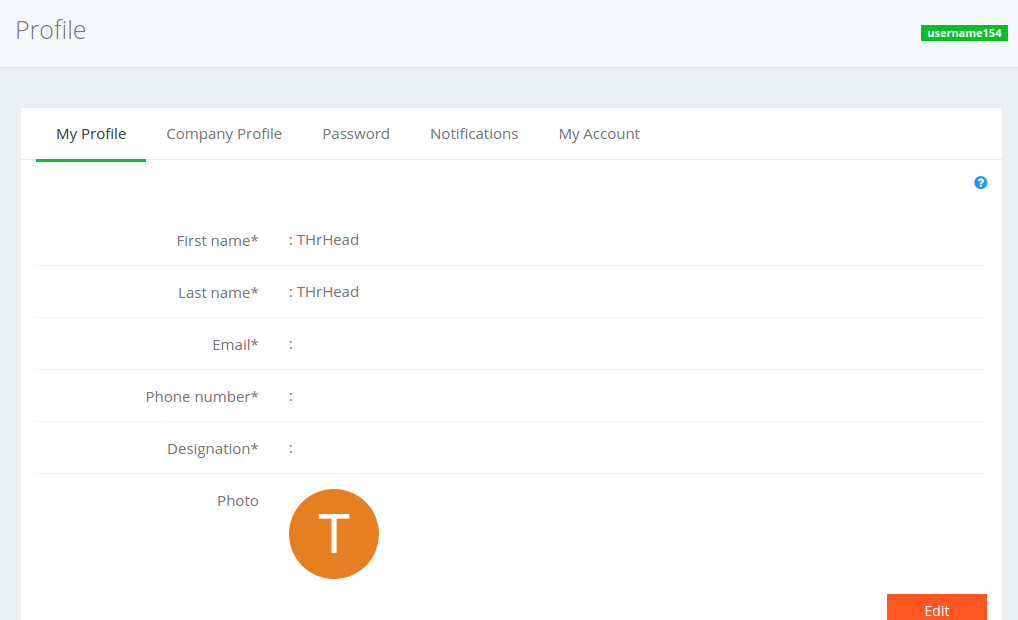 Profile
username154
My Profile Company Profile Password Notifications My Account
?
First name* : THrHead
Last name* : THrHead
Email* :
Phone number* :
Designation* :
Photo
T
Edit